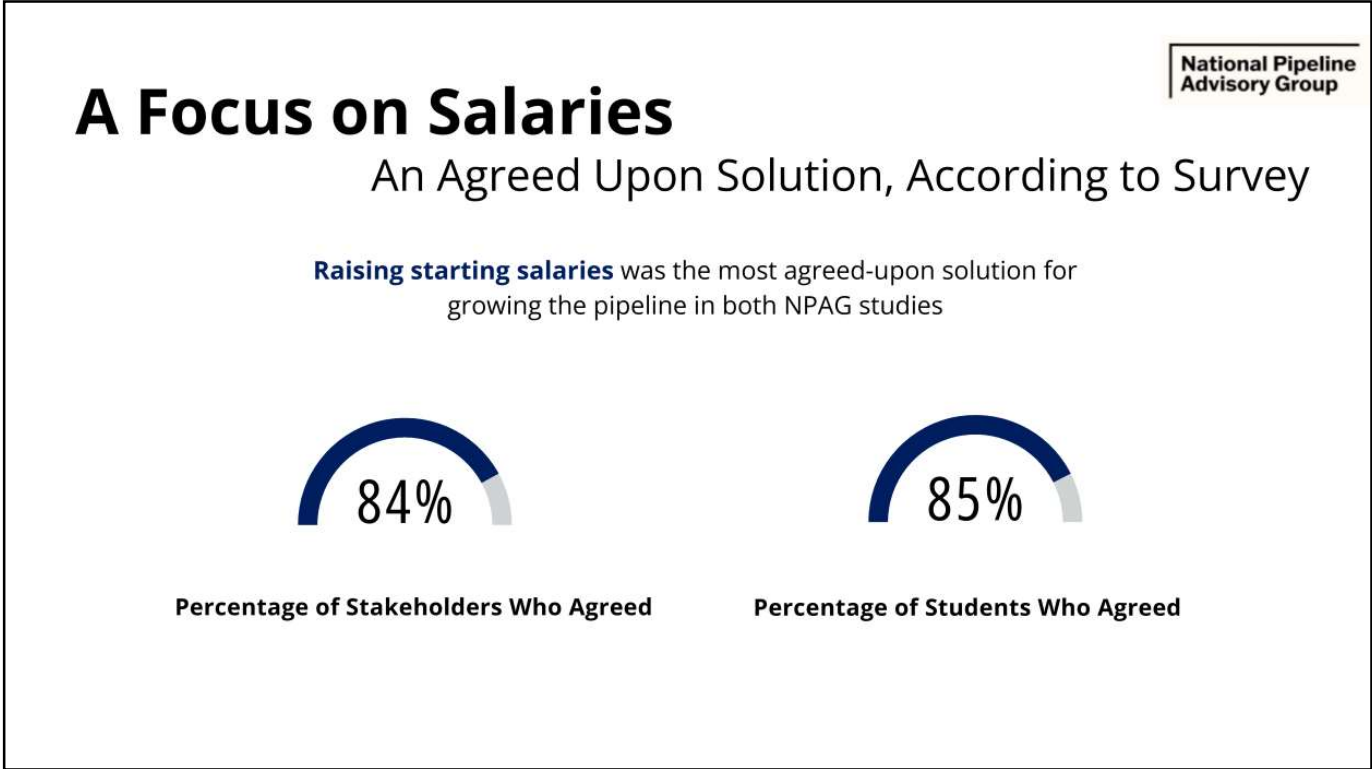 National Pipeline
Advisory Group
A Focus on Salaries
An Agreed Upon Solution, According to Survey
Raising starting salaries was the most agreed-upon solution for
growing the pipeline in both NPAG studies
84%
85%
Percentage of Stakeholders Who Agreed
Percentage of Students Who Agreed